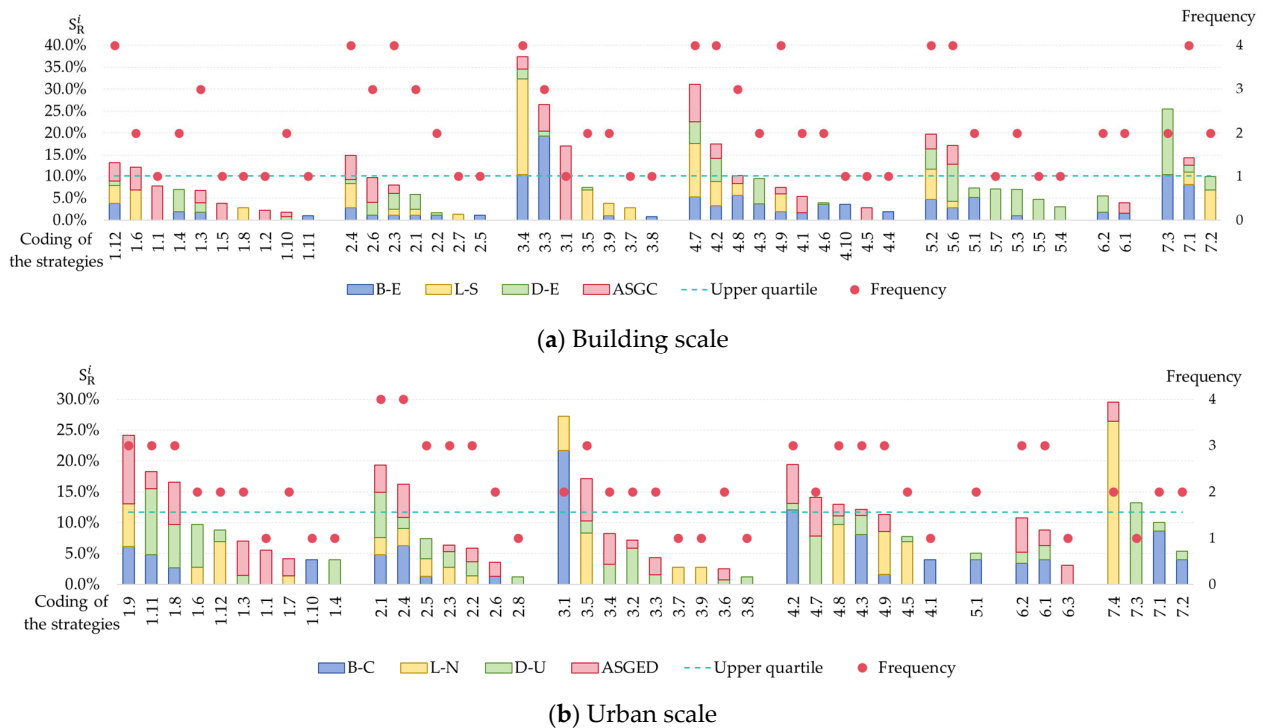 S_R^i Frequency
40.0% 4
35.0%
30.0% 3
25.0%
20.0% 2
15.0%
10.0% 1
5.0%
0.0% 0
Coding of
the strategies
1.12 1.6 1.1 1.4 1.3 1.5 1.8 1.2 1.10 1.11 2.4 2.6 2.3 2.1 2.2 2.7 2.5 3.4 3.3 3.1 3.5 3.9 3.7 3.8 4.7 4.2 4.8 4.3 4.9 4.1 4.6 4.10 4.5 4.4 5.2 5.6 5.1 5.7 5.3 5.5 5.4 6.2 6.1 7.3 7.1 7.2
B-E L-S D-E ASGC Upper quartile Frequency
(a) Building scale
S_R^i Frequency
30.0% 4
25.0%
3
20.0%
15.0% 2
10.0%
1
5.0%
0.0% 0
Coding of
the strategies
1.9 1.11 1.8 1.6 1.12 1.3 1.1 1.7 1.10 1.4 2.1 2.4 2.5 2.3 2.2 2.6 2.8 3.1 3.5 3.4 3.2 3.3 3.7 3.9 3.6 3.8 4.2 4.7 4.8 4.3 4.9 4.5 4.1 5.1 6.2 6.1 6.3 7.4 7.3 7.1 7.2
B-C L-N D-U ASGED Upper quartile Frequency
(b) Urban scale